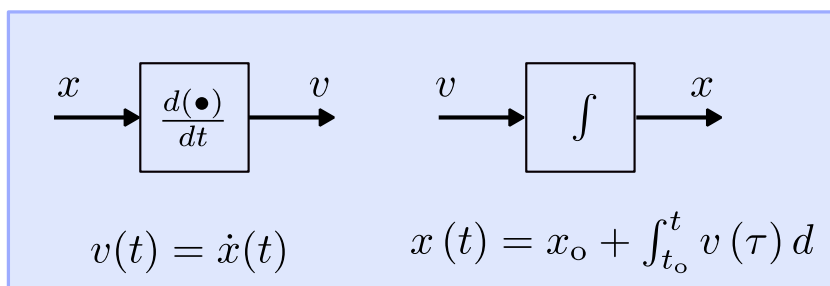 x d(•)/dt v v ∫ x
v(t) = ẋ(t) x (t) = xₒ + ∫ₜₒᵗ v (τ) d